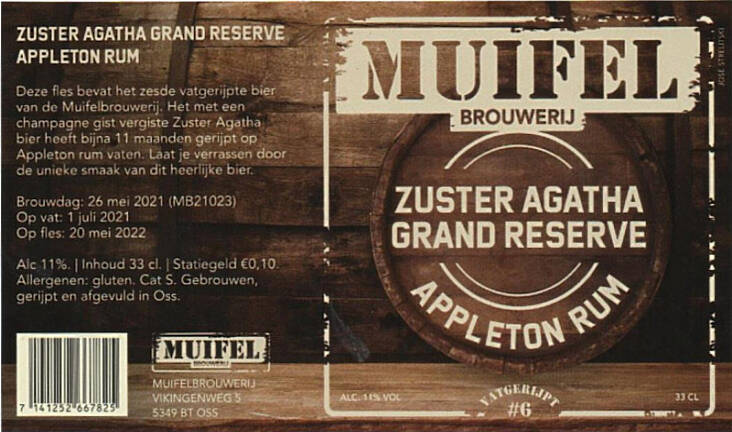 ZUSTER AGATHA GRAND RESERVE
APPLETON RUM
Deze fles bevat het zesde vatgerijpte bier
van de Muifelbrouwerij. Het met een
champagne gist vergiste Zuster Agatha
bier heeft bijna 11 maanden gerijpt op
Appleton rum vaten. Laat je verrassen door
de unieke smaak van dit heerlijke bier.
Brouwdag: 26 mei 2021 (MB21023)
Op vat: 1 juli 2021
Op fles: 20 mei 2022
Alc 11%. | Inhoud 33 cl. | Statiegeld €0,10.
Allergenen: gluten. Cat S. Gebrouwen,
gerijpt en afgevuld in Oss.
7 141252 667825
MUIFEL
BROUWERIJ
MUIFELBROUWERIJ
VIKINGENWEG 5
5349 BT OSS
MUIFEL
BROUWERIJ
ZUSTER AGATHA
GRAND RESERVE
APPLETON RUM
ALC. 11% VOL
VATGERIJPT
#6
33 CL
JOSÉ STRELITSKI